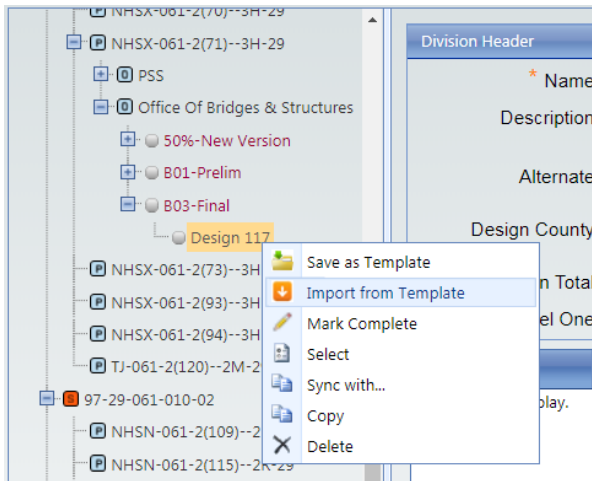 NHSX-061-2(70)--3H-29
P NHSX-061-2(71)--3H-29
O PSS
O Office Of Bridges & Structures
50%-New Version
B01-Prelim
B03-Final
Design 117
P NHSX-061-2(73)--3H
P NHSX-061-2(93)--3H
P NHSX-061-2(94)--3H
P TJ-061-2(120)--2M-2
S 97-29-061-010-02
P NHSN-061-2(109)--2
P NHSN-061-2(115)--2R-29
Save as Template
Import from Template
Mark Complete
Select
Sync with...
Copy
Delete
Division Header
* Name
Description
Alternate
Design County
n Total
el One
play.